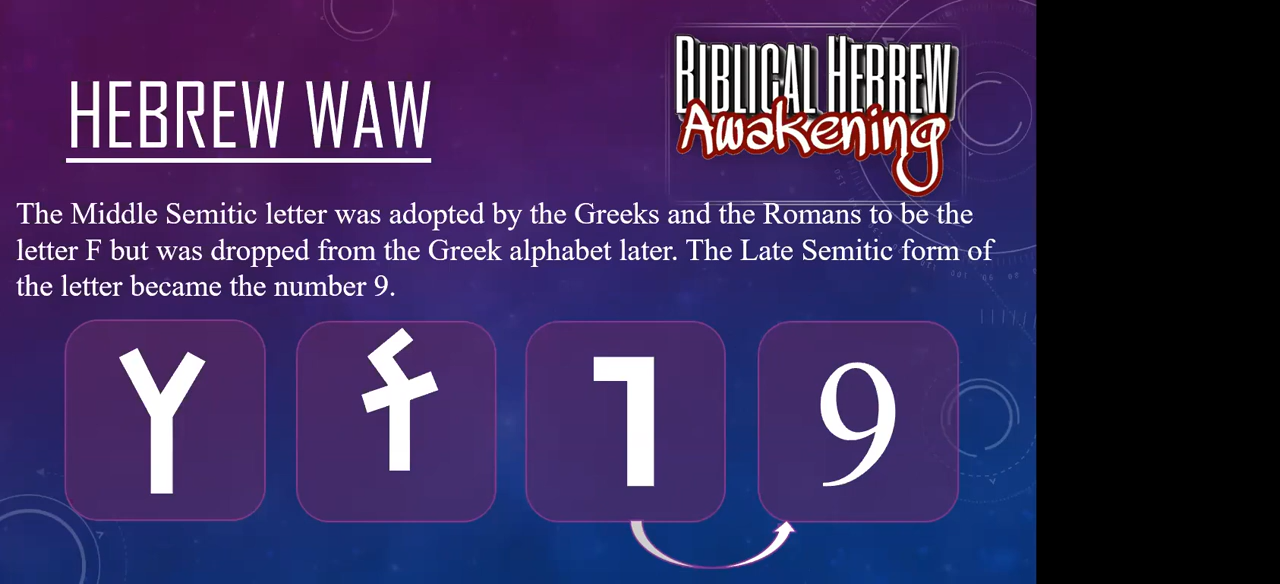 BIBLICAL HEBREW
Awakening
HEBREW WAW
The Middle Semitic letter was adopted by the Greeks and the Romans to be the
letter F but was dropped from the Greek alphabet later. The Late Semitic form of
the letter became the number 9.
Y 𐤅 ו 9